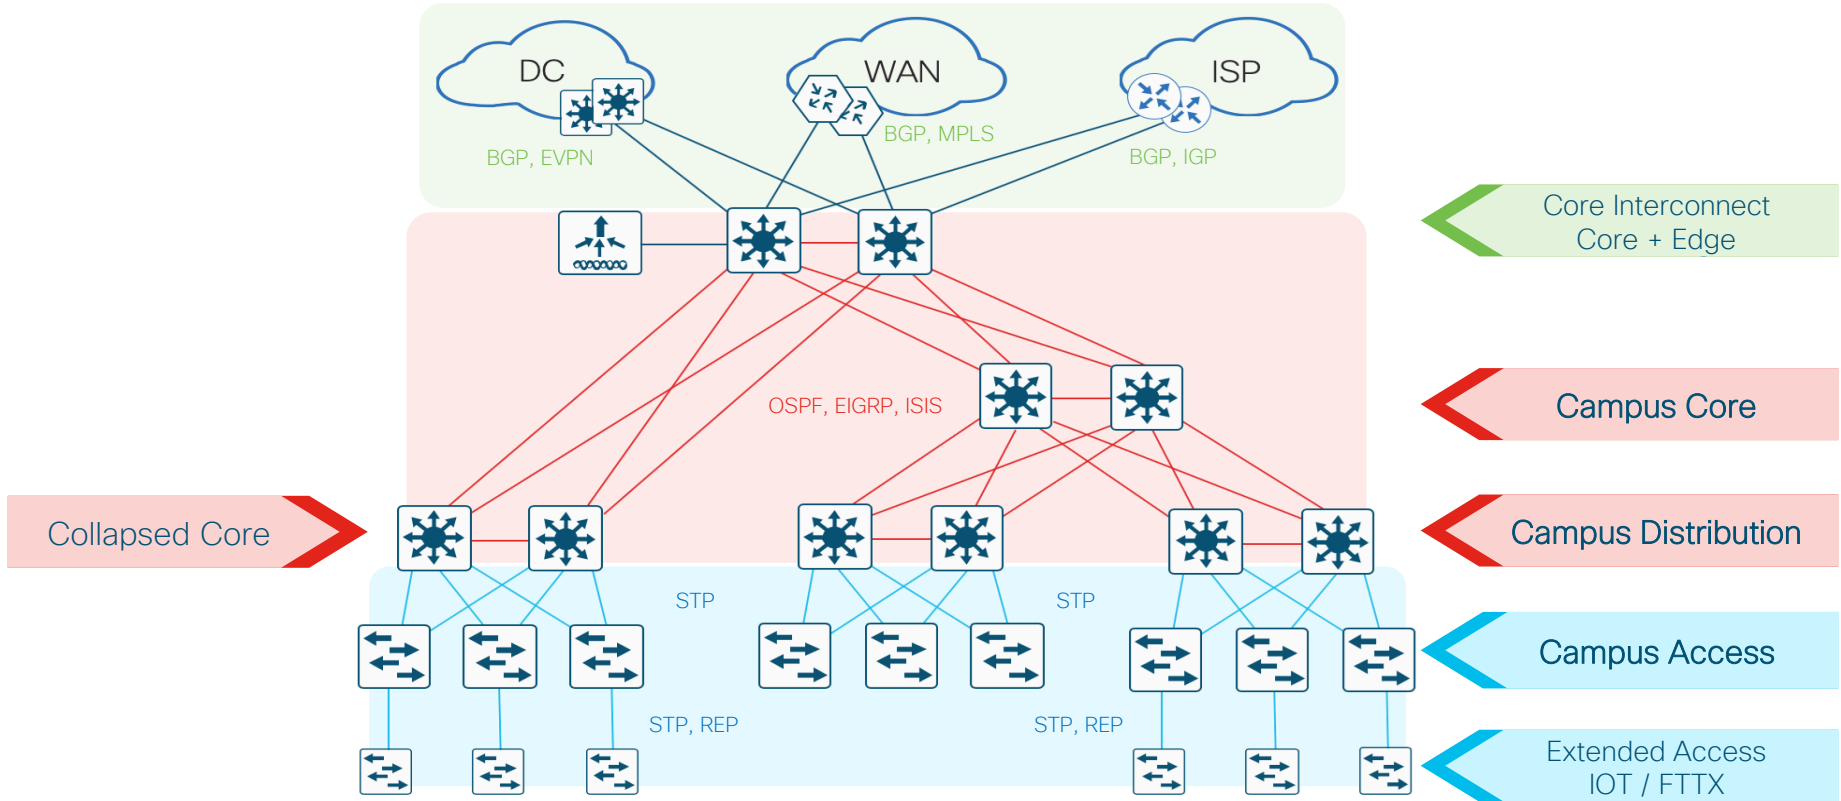 DC
WAN
ISP
BGP, EVPN
BGP, MPLS
BGP, IGP
Core Interconnect
Core + Edge
OSPF, EIGRP, ISIS
Campus Core
Collapsed Core
Campus Distribution
STP
STP
Campus Access
STP, REP
STP, REP
Extended Access
IOT / FTTX